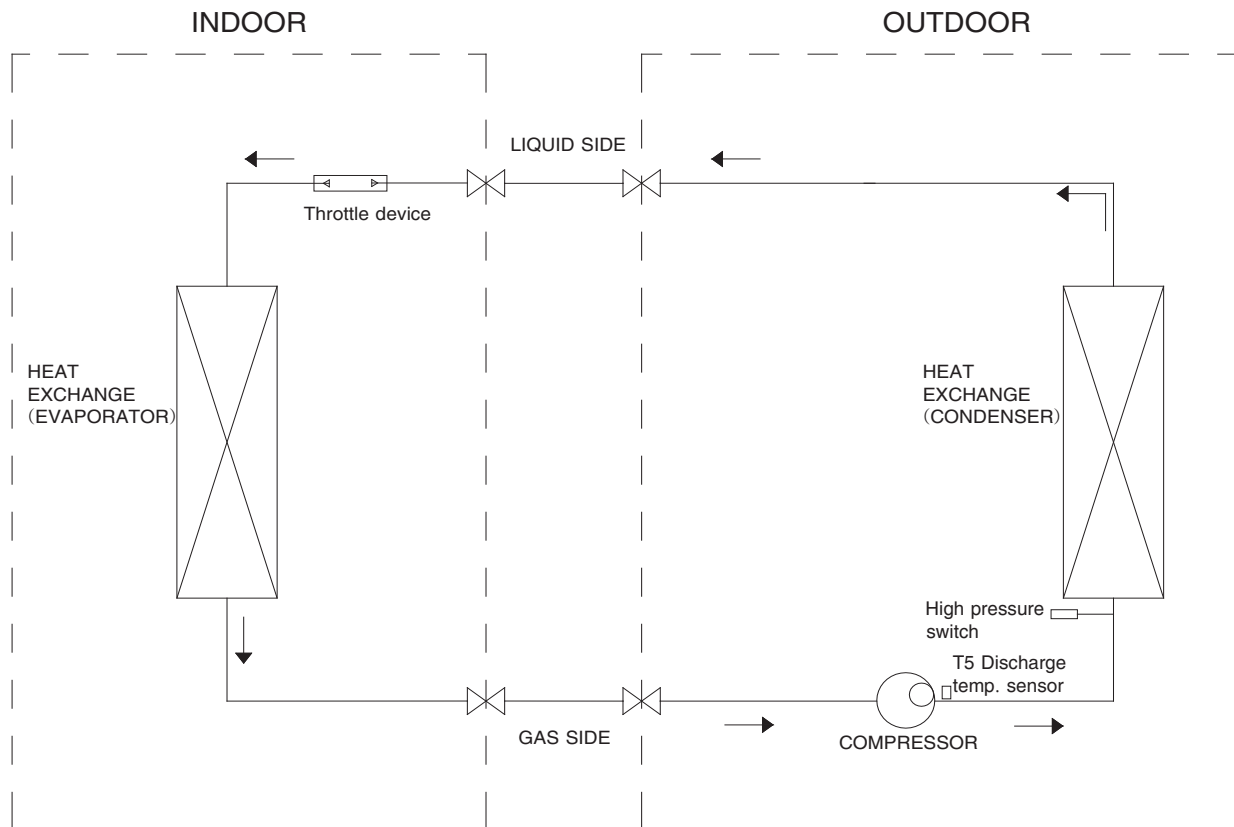 INDOOR
OUTDOOR
LIQUID SIDE
Throttle device
HEAT
EXCHANGE
(EVAPORATOR)
HEAT
EXCHANGE
(CONDENSER)
High pressure
switch
T5 Discharge
temp. sensor
GAS SIDE
COMPRESSOR